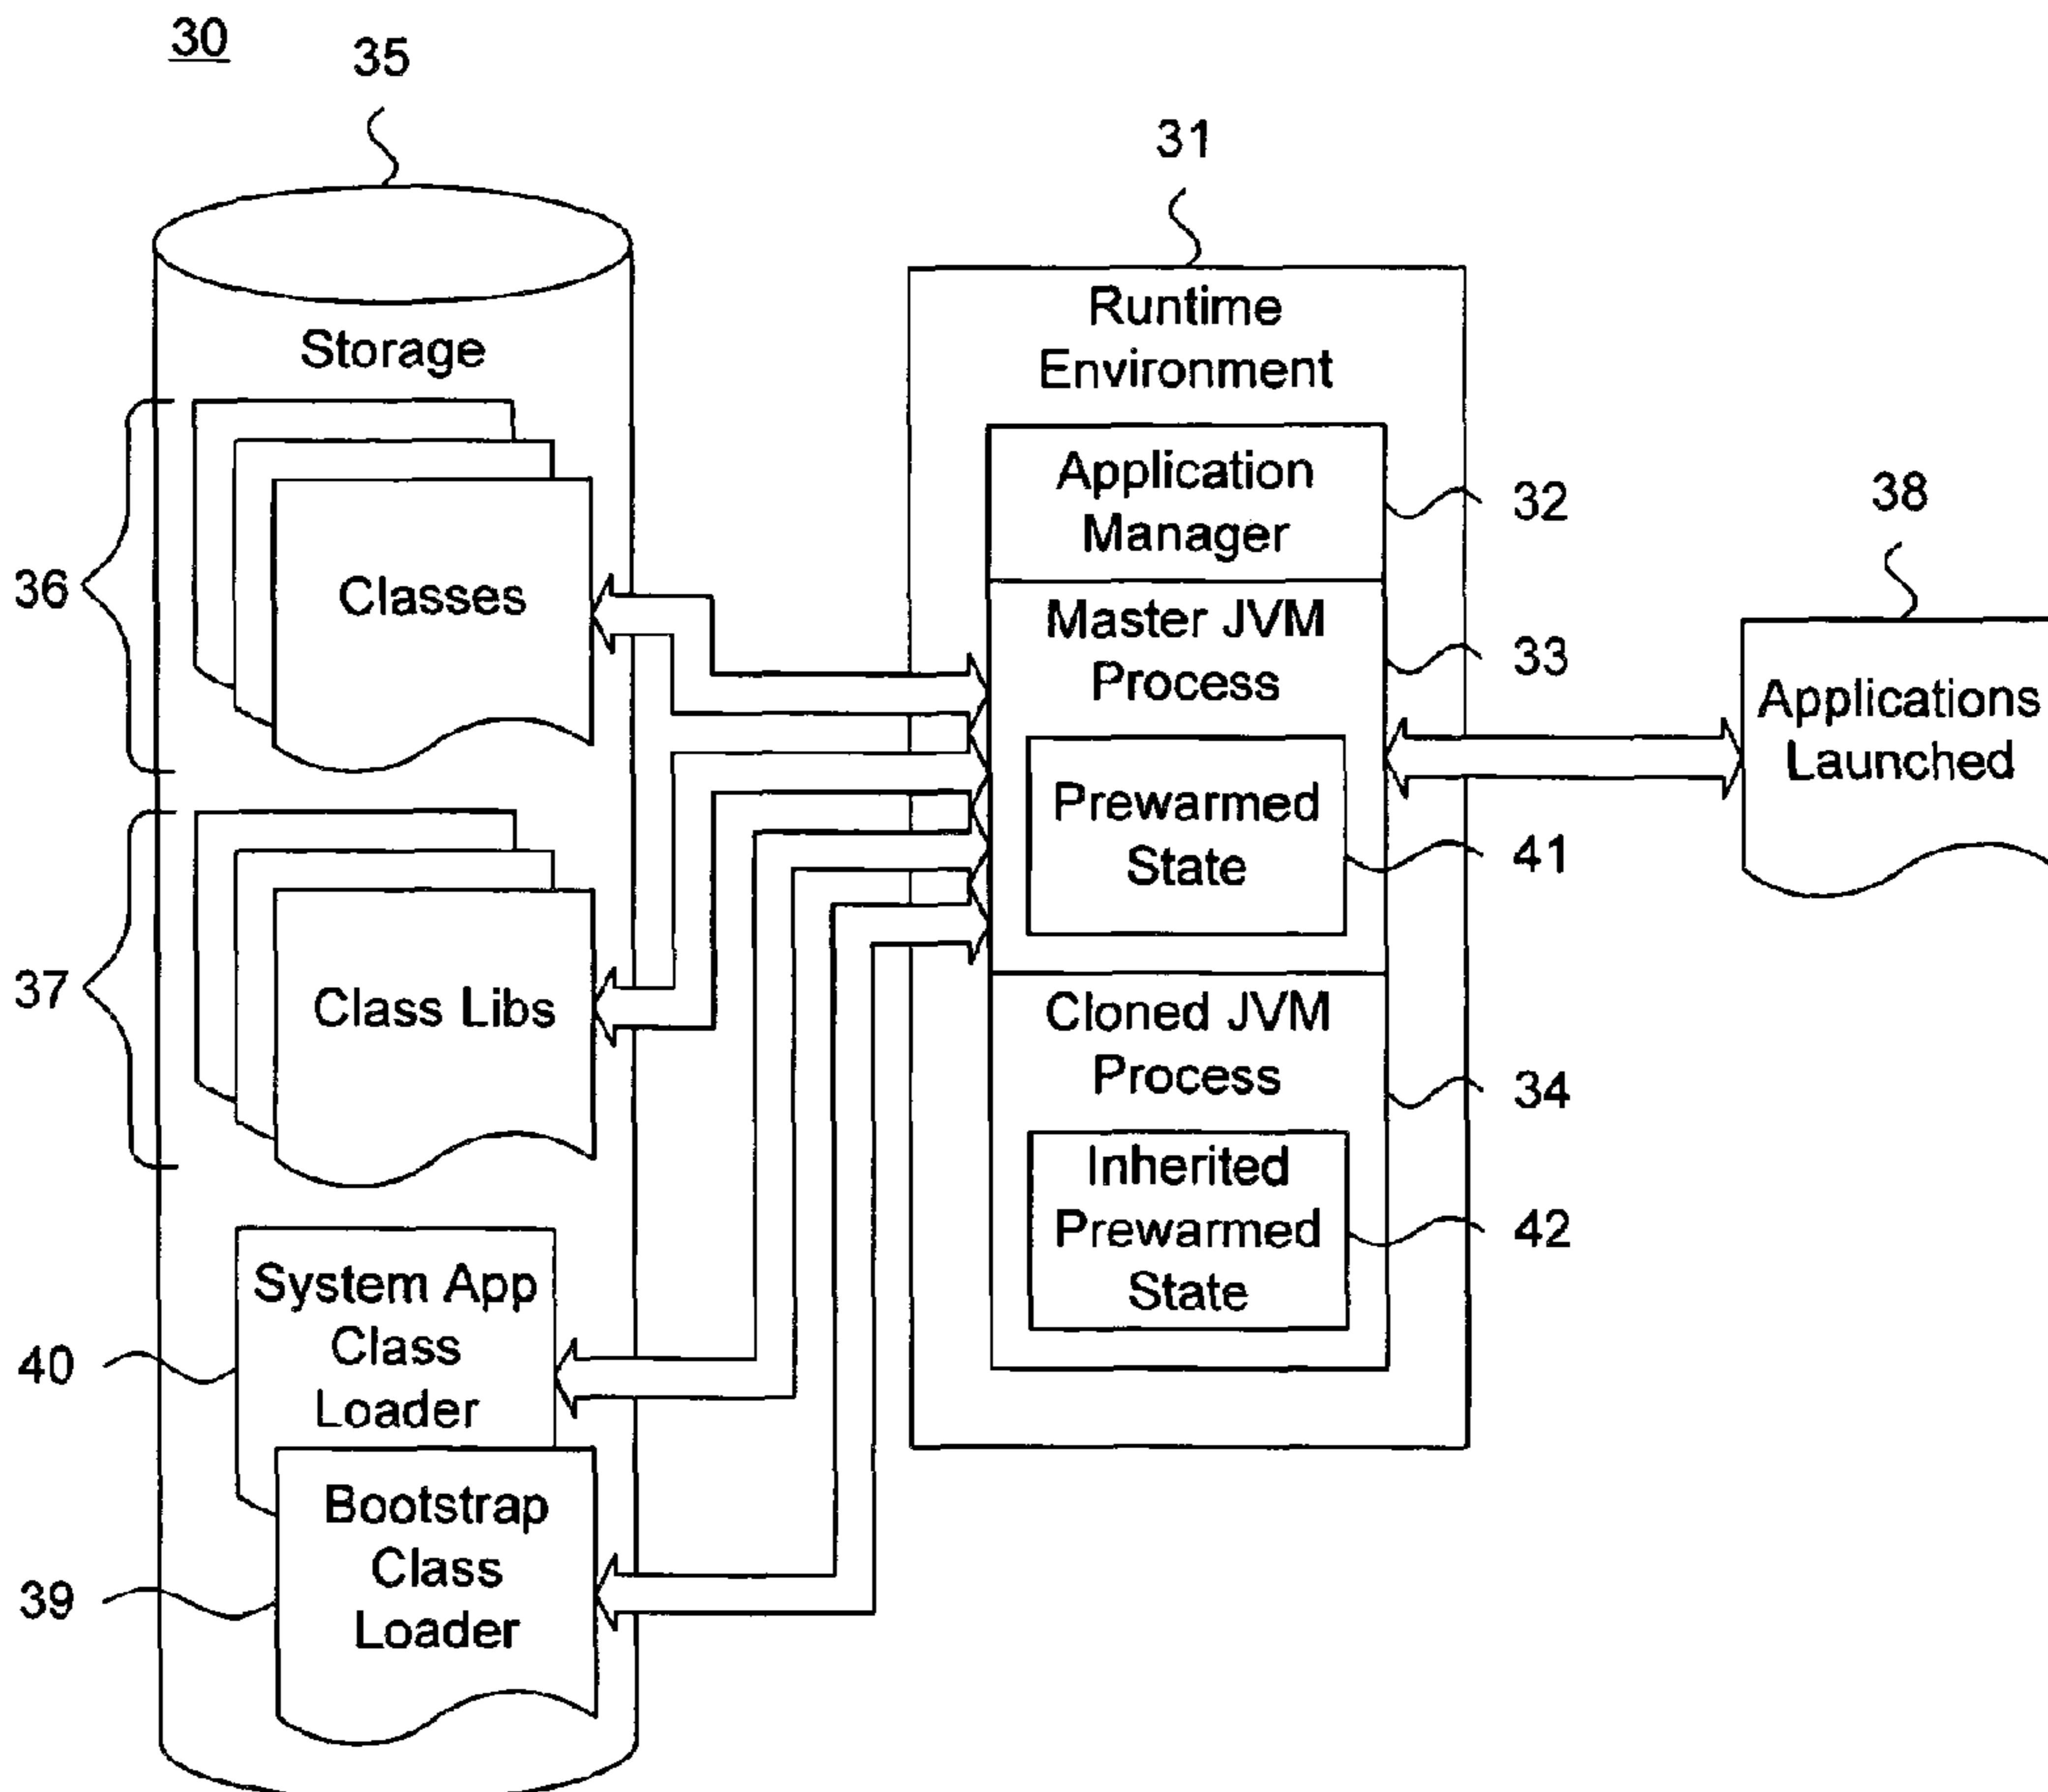 30
35
31
Storage
Runtime
Environment
Application
Manager
32
38
36
Classes
Master JVM
Process
33
Applications
Launched
Prewarmed
State
41
37
Class Libs
Cloned JVM
Process
34
Inherited
Prewarmed
State
42
System App
Class
Loader
40
Bootstrap
Class
Loader
39